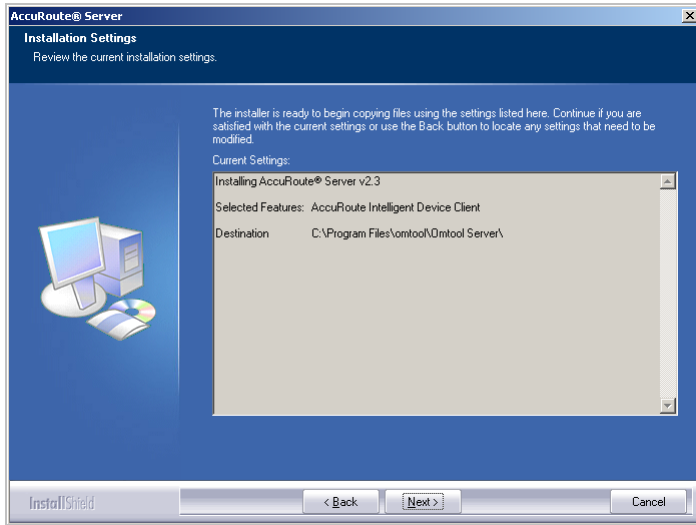 AccuRoute® Server
Installation Settings
Review the current installation settings.
The installer is ready to begin copying files using the settings listed here. Continue if you are
satisfied with the current settings or use the Back button to locate any settings that need to be
modified.
Current Settings:
Installing AccuRoute® Server v2.3
Selected Features: AccuRoute Intelligent Device Client
Destination C:\Program Files\omtool\Omtool Server\
InstallShield
< Back
Next >
Cancel